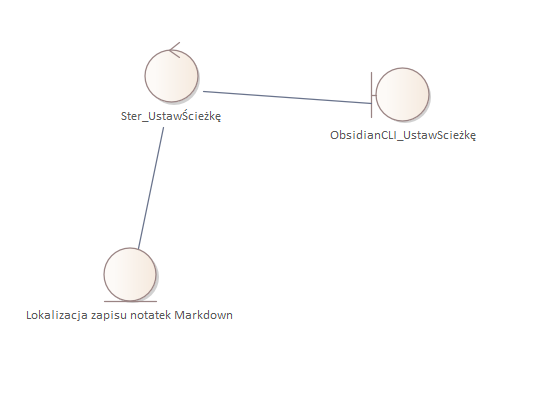 Ster_UstawŚcieżkę
ObsidianCLI_UstawScieżkę
Lokalizacja zapisu notatek Markdown